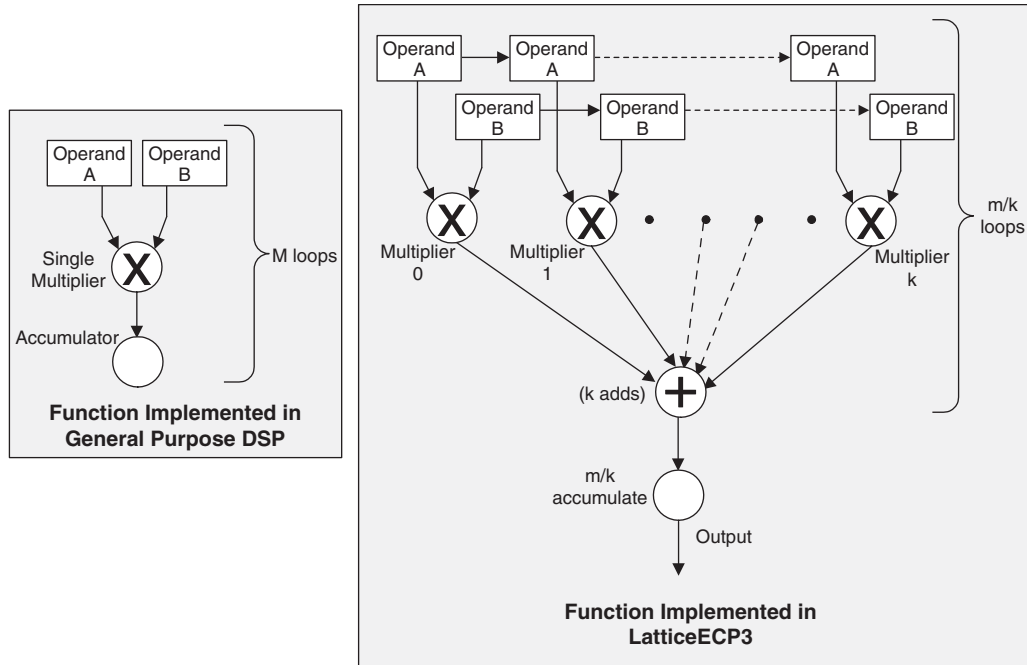 Operand
A
Operand
B
Single
Multiplier
X
M loops
Accumulator
Function Implemented in
General Purpose DSP
Operand
A
Operand
A
Operand
A
Operand
B
Operand
B
Operand
B
X
X
X
m/k
loops
Multiplier
0
Multiplier
1
Multiplier
k
(k adds)
+
m/k
accumulate
Output
Function Implemented in
LatticeECP3